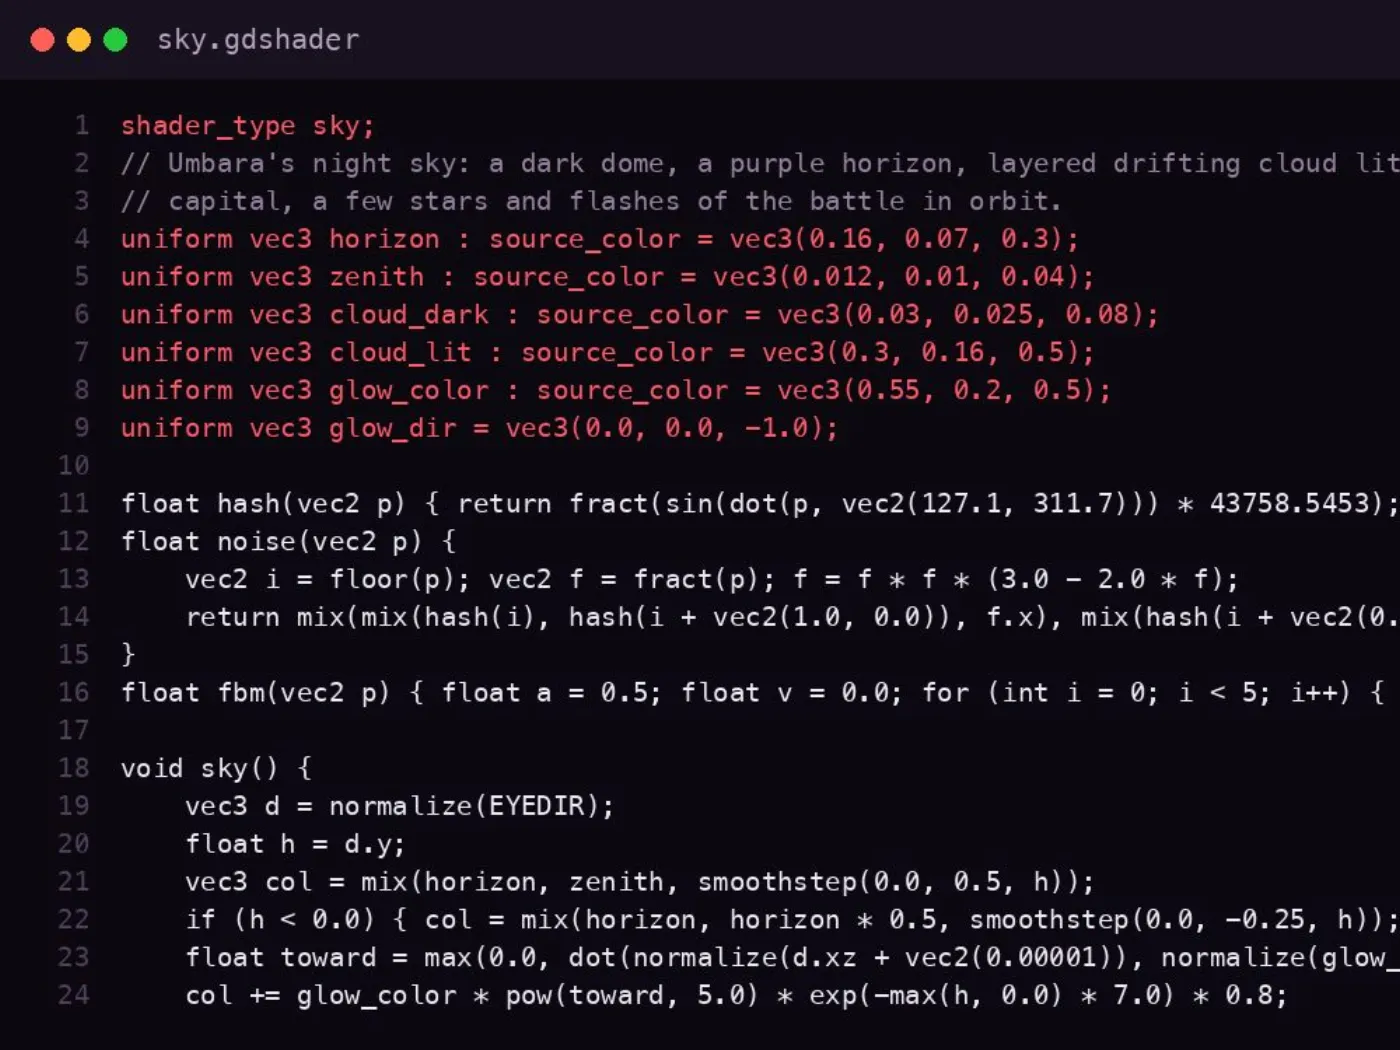 sky.gdshader
1 shader_type sky;
2 // Umbara's night sky: a dark dome, a purple horizon, layered drifting cloud lit
3 // capital, a few stars and flashes of the battle in orbit.
4 uniform vec3 horizon : source_color = vec3(0.16, 0.07, 0.3);
5 uniform vec3 zenith : source_color = vec3(0.012, 0.01, 0.04);
6 uniform vec3 cloud_dark : source_color = vec3(0.03, 0.025, 0.08);
7 uniform vec3 cloud_lit : source_color = vec3(0.3, 0.16, 0.5);
8 uniform vec3 glow_color : source_color = vec3(0.55, 0.2, 0.5);
9 uniform vec3 glow_dir = vec3(0.0, 0.0, -1.0);
10
11 float hash(vec2 p) { return fract(sin(dot(p, vec2(127.1, 311.7))) * 43758.5453);
12 float noise(vec2 p) {
13     vec2 i = floor(p); vec2 f = fract(p); f = f * f * (3.0 - 2.0 * f);
14     return mix(mix(hash(i), hash(i + vec2(1.0, 0.0)), f.x), mix(hash(i + vec2(0.
15 }
16 float fbm(vec2 p) { float a = 0.5; float v = 0.0; for (int i = 0; i < 5; i++) {
17
18 void sky() {
19     vec3 d = normalize(EYEDIR);
20     float h = d.y;
21     vec3 col = mix(horizon, zenith, smoothstep(0.0, 0.5, h));
22     if (h < 0.0) { col = mix(horizon, horizon * 0.5, smoothstep(0.0, -0.25, h));
23     float toward = max(0.0, dot(normalize(d.xz + vec2(0.00001)), normalize(glow_
24     col += glow_color * pow(toward, 5.0) * exp(-max(h, 0.0) * 7.0) * 0.8;